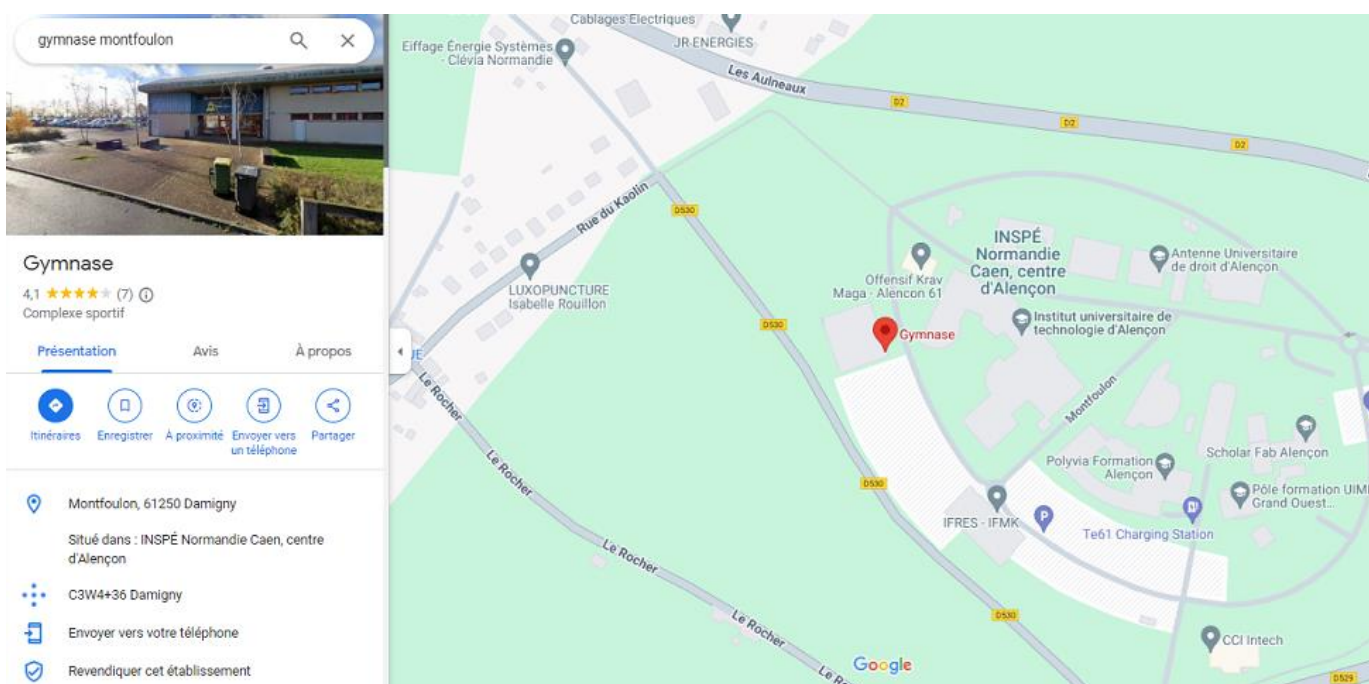 gymnase montfoulon
Gymnase
4,1 (7)
Complexe sportif
Présentation
Avis
À propos
Itinéraires
Enregistrer
À proximité
Envoyer vers
un téléphone
Partager
Montfoulon, 61250 Damigny
Situé dans : INSPÉ Normandie Caen, centre
d'Alençon
C3W4+36 Damigny
Envoyer vers votre téléphone
Revendiquer cet établissement
Cablages Electriques
JR ENERGIES
Eiffage Énergie Systèmes
- Clévia Normandie
Les Aulneaux
D2
D2
D2
Rue du Kaolin
D530
LUXOPUNCTURE
Isabelle Rouillon
INSPÉ
Normandie
Caen, centre
d'Alençon
Antenne Universitaire
de droit d'Alençon
Offensif Krav
Maga - Alencon 61
Institut universitaire de
technologie d'Alençon
D530
Gymnase
UE
Le Rocher
Montfoulon
Scholar Fab Alençon
Polyvia Formation
Alençon
Le Rocher
D530
Pôle formation UIM
Grand Ouest...
IFRES - IFMK
P
Te61 Charging Station
Le Rocher
D530
Le Rocher
CCI Intech
Google
Le Ro
D529